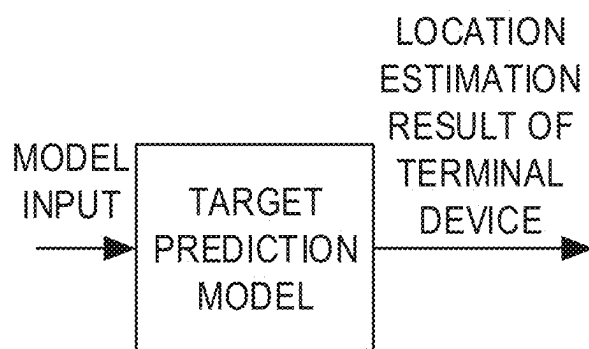 MODEL
INPUT
TARGET
PREDICTION
MODEL
LOCATION
ESTIMATION
RESULT OF
TERMINAL
DEVICE